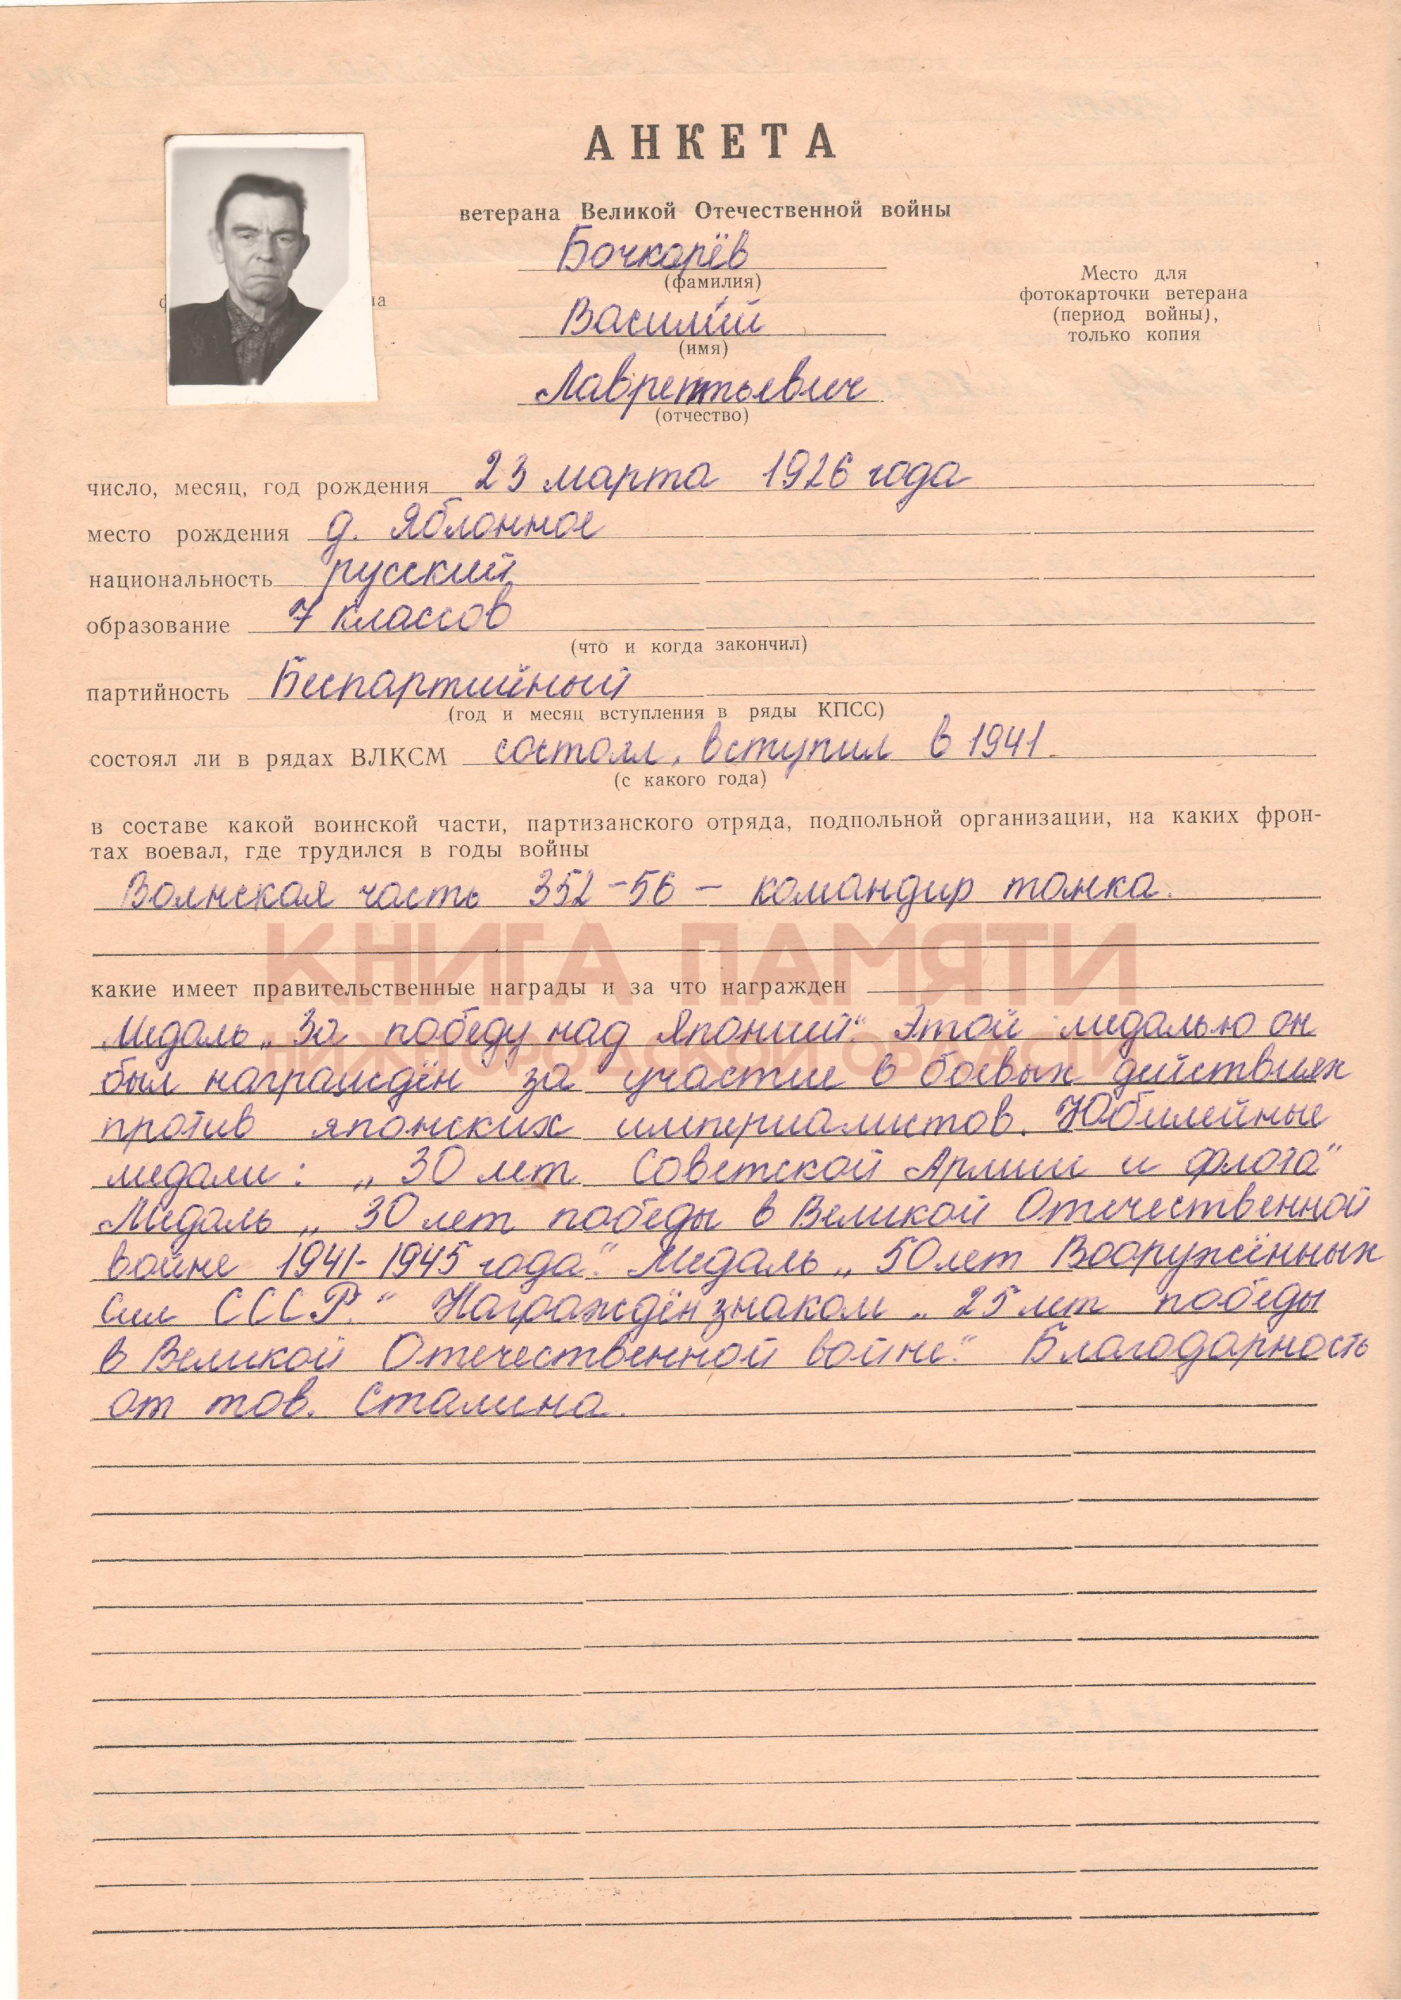 АНКЕТА
ветерана Великой Отечественной войны
Бочкарёв
(фамилия)
Василий
(имя)
Лаврентьевич
(отчество)
Место для
фотокарточки ветерана
(период войны),
только копия
число, месяц, год рождения 23 марта 1926 года
место рождения д. Яблонное
национальность русский
образование 7 классов
(что и когда закончил)
партийность Беспартийный
(год и месяц вступления в ряды КПСС)
состоял ли в рядах ВЛКСМ состоял, вступил в 1941
(с какого года)
в составе какой воинской части, партизанского отряда, подпольной организации, на каких фрон-
тах воевал, где трудился в годы войны
Воинская часть 352-56 - командир танка.
КНИГА ПАМЯТИ
НИЖЕГОРОДСКОЙ ОБЛАСТИ
какие имеет правительственные награды и за что награжден
Медаль „За победу над Японией". Этой медалью он
был награждён за участие в боевых действиях
против японских империалистов. Юбилейные
медали: „30 лет Советской Армии и флота"
Медаль „30 лет победы в Великой Отечественной
войне 1941-1945 года". Медаль „50 лет Вооружённых
Сил СССР." Награждён знаком „25 лет победы
в Великой Отечественной войне." Благодарность
от тов. Сталина.